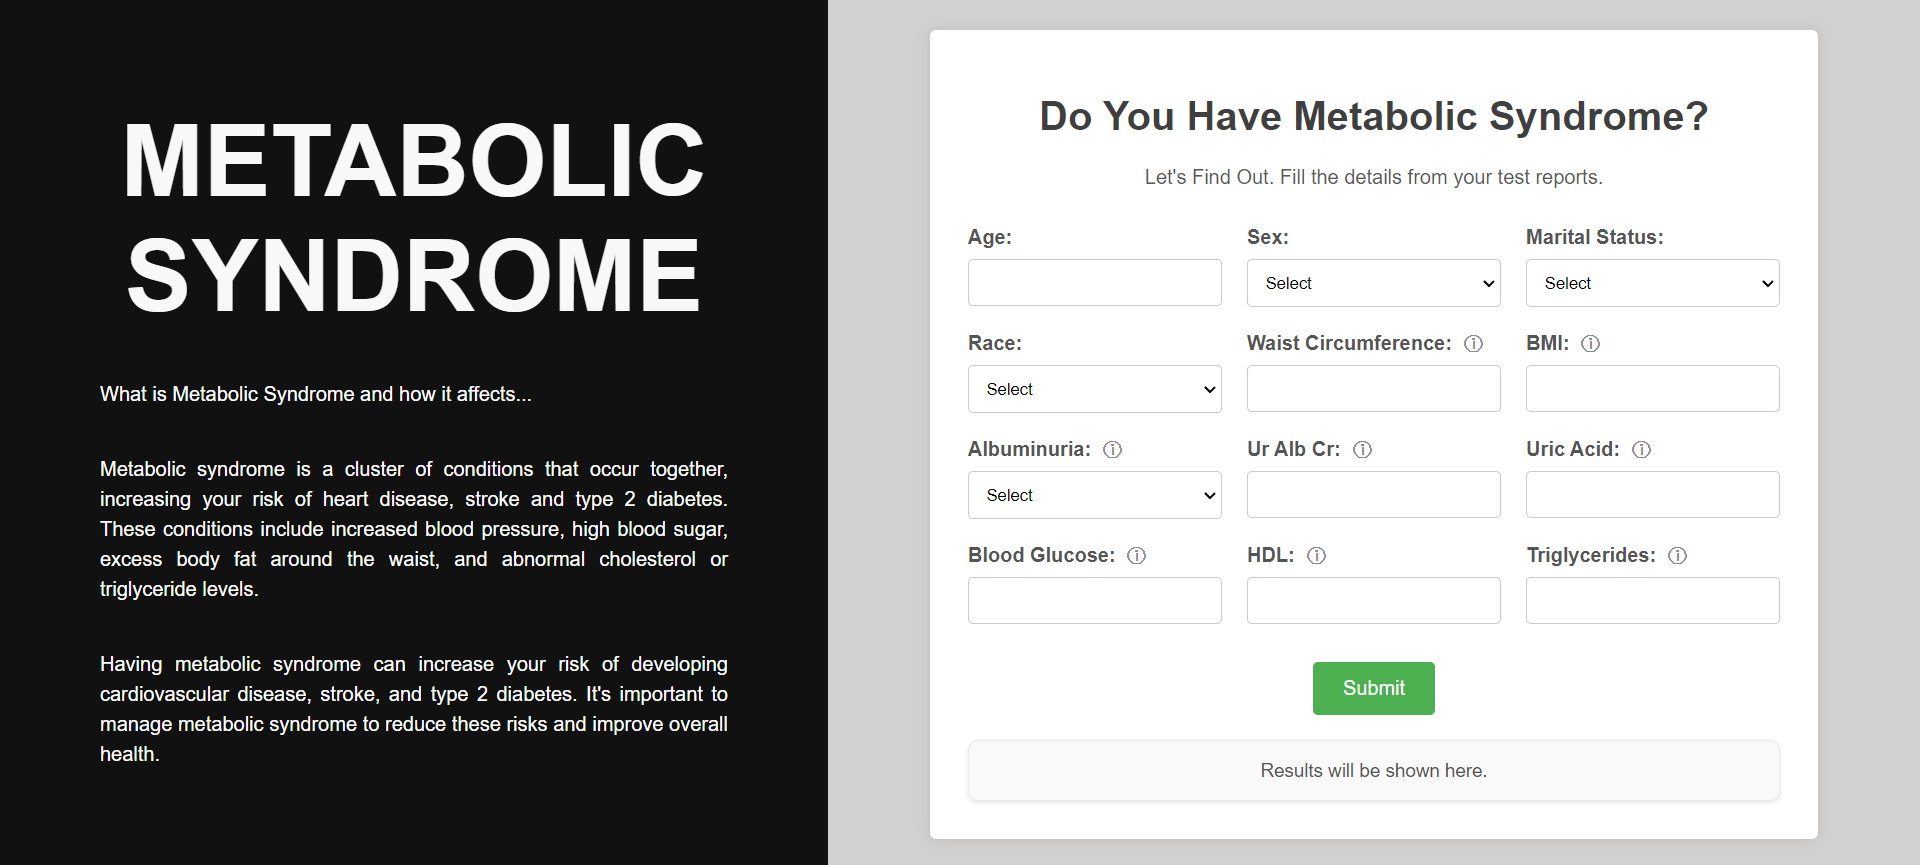 METABOLIC
SYNDROME
What is Metabolic Syndrome and how it affects...
Metabolic syndrome is a cluster of conditions that occur together,
increasing your risk of heart disease, stroke and type 2 diabetes.
These conditions include increased blood pressure, high blood sugar,
excess body fat around the waist, and abnormal cholesterol or
triglyceride levels.
Having metabolic syndrome can increase your risk of developing
cardiovascular disease, stroke, and type 2 diabetes. It's important to
manage metabolic syndrome to reduce these risks and improve overall
health.
Do You Have Metabolic Syndrome?
Let's Find Out. Fill the details from your test reports.
Age: Sex: Marital Status:
Select Select
Race: Waist Circumference: ⓘ BMI: ⓘ
Select
Albuminuria: ⓘ Ur Alb Cr: ⓘ Uric Acid: ⓘ
Select
Blood Glucose: ⓘ HDL: ⓘ Triglycerides: ⓘ
Submit
Results will be shown here.